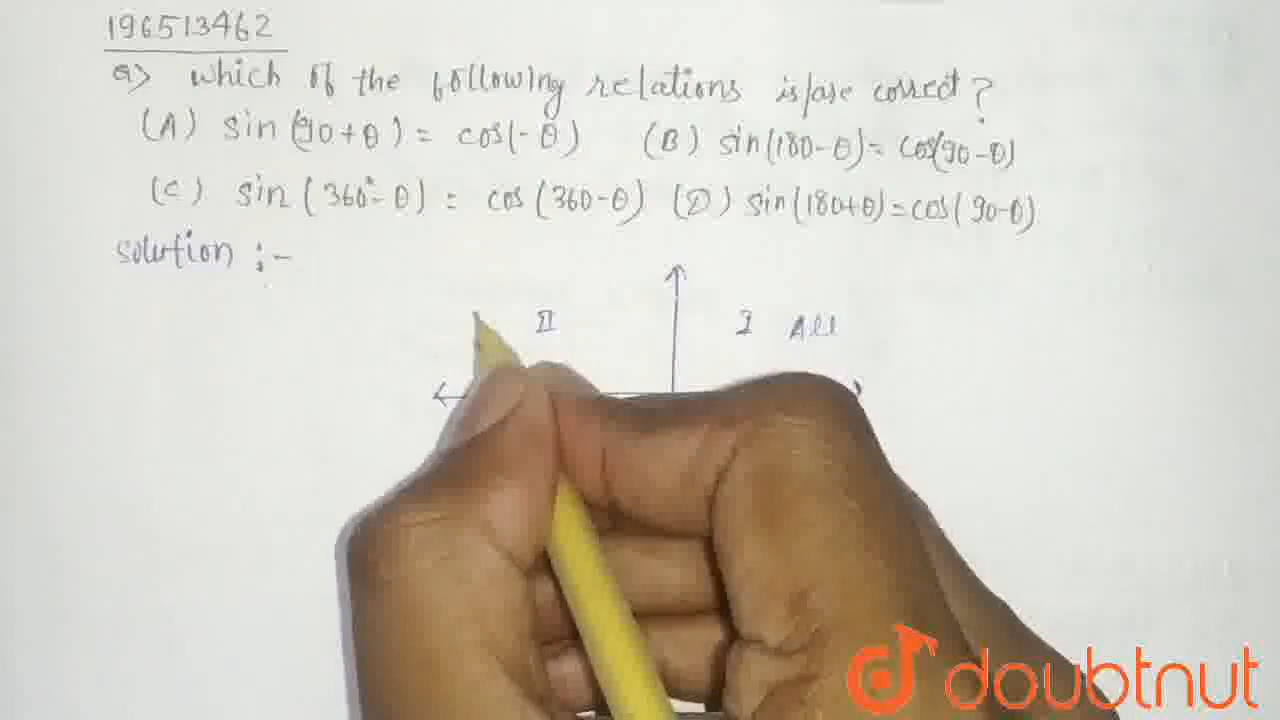 196513462
Q> which of the following relations is/are correct?
(A) sin(90+θ) = cos(-θ) (B) sin(180-θ)=cos(90-θ)
(C) sin(360°-θ) = cos(360-θ) (D) sin(180+θ)=cos(90-θ)
solution :-
II I All
doubtnut